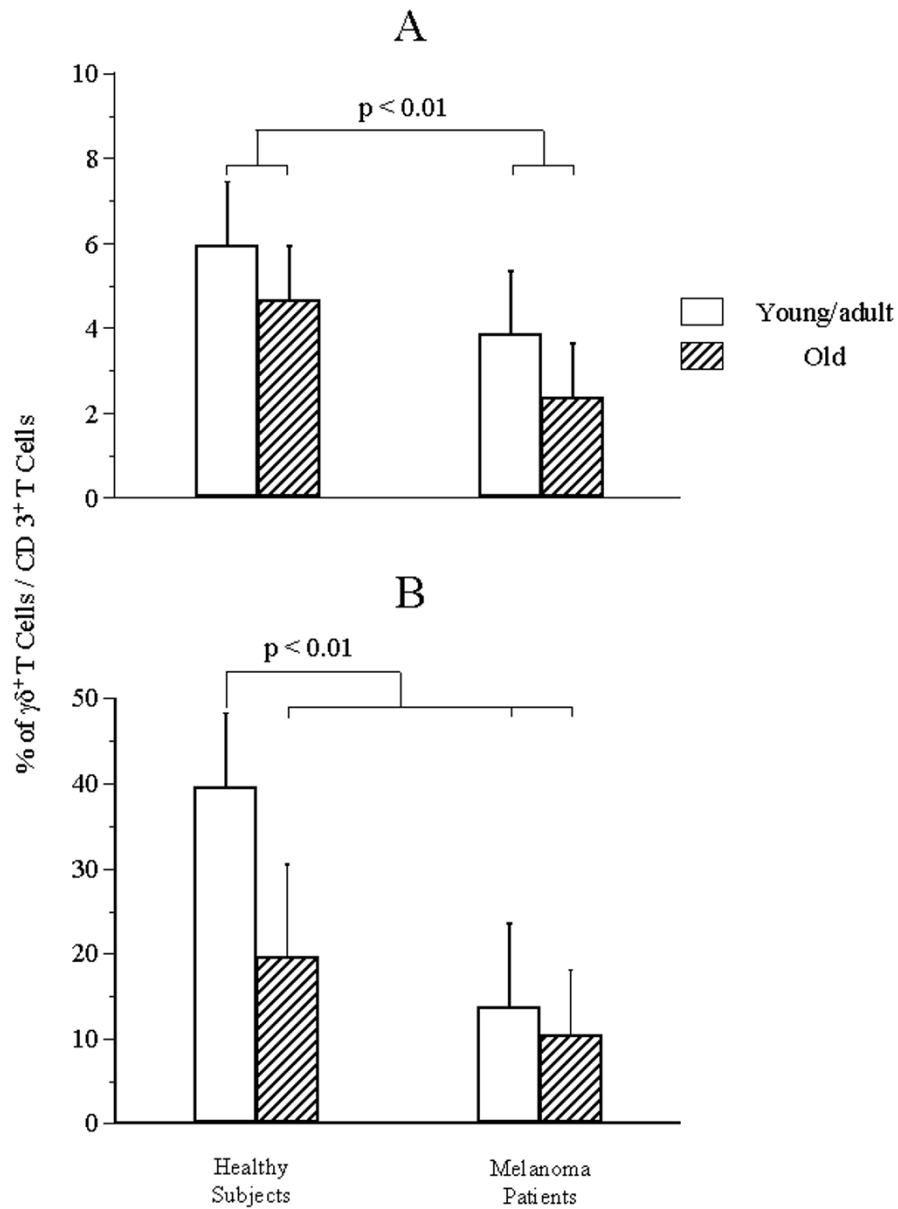 A
p < 0.01
10
8
6
4
2
0
Young/adult
Old
% of γδ⁺T Cells / CD 3⁺ T Cells
B
p < 0.01
50
40
30
20
10
0
Healthy
Subjects
Melanoma
Patients